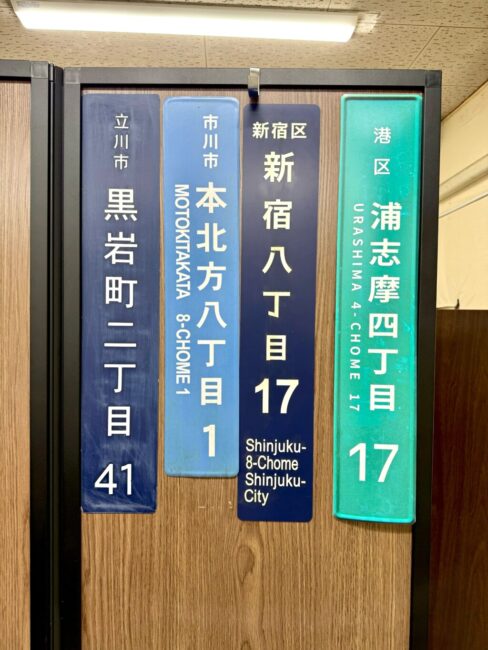 立川市
黒岩町二丁目
41
市川市
本北方八丁目
MOTOKITAKATA 8-CHOME 1
1
新宿区
新宿八丁目
17
Shinjuku-
8-Chome
Shinjuku-
City
港区
浦志摩四丁目
URASHIMA 4-CHOME 17
17